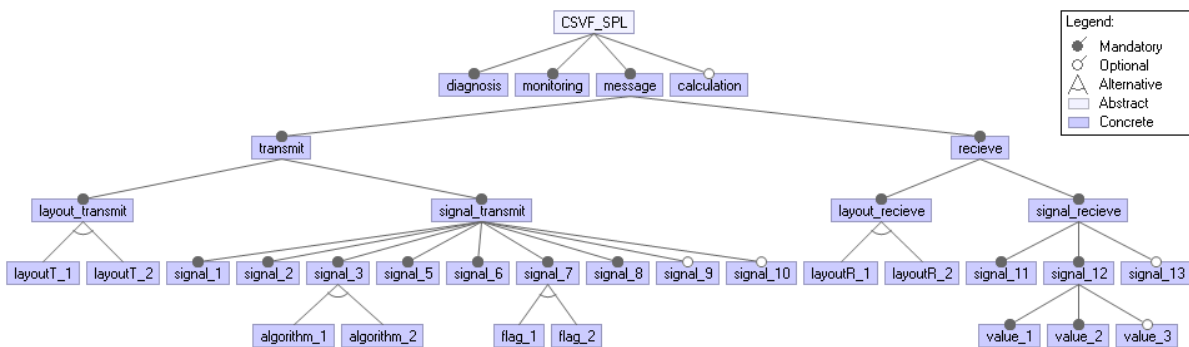 CSVF_SPL
Legend:
Mandatory
Optional
Alternative
Abstract
Concrete
diagnosis monitoring message calculation
transmit recieve
layout_transmit signal_transmit layout_recieve signal_recieve
layoutT_1 layoutT_2 signal_1 signal_2 signal_3 signal_5 signal_6 signal_7 signal_8 signal_9 signal_10 layoutR_1 layoutR_2 signal_11 signal_12 signal_13
algorithm_1 algorithm_2 flag_1 flag_2 value_1 value_2 value_3